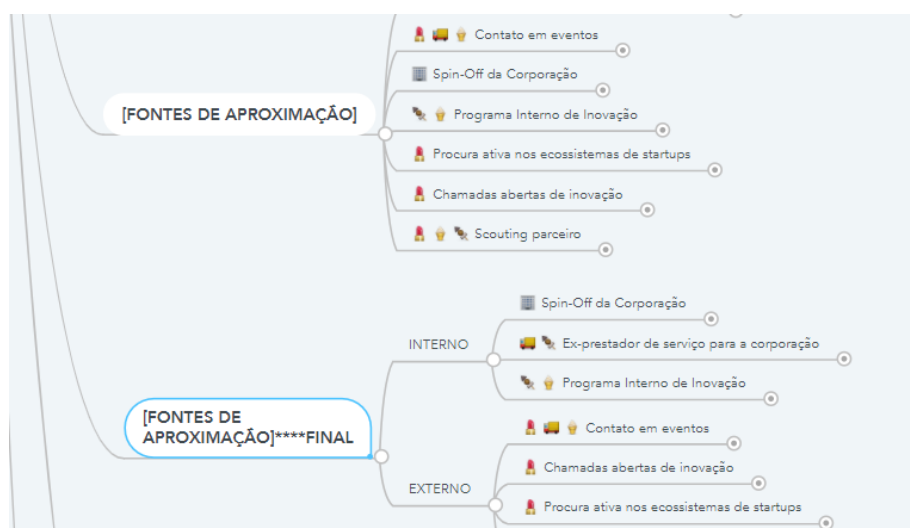 Contato em eventos
Spin-Off da Corporação
[FONTES DE APROXIMAÇÃO]
Programa Interno de Inovação
Procura ativa nos ecossistemas de startups
Chamadas abertas de inovação
Scouting parceiro
Spin-Off da Corporação
INTERNO
Ex-prestador de serviço para a corporação
Programa Interno de Inovação
[FONTES DE
APROXIMAÇÃO]****FINAL
Contato em eventos
Chamadas abertas de inovação
EXTERNO
Procura ativa nos ecossistemas de startups